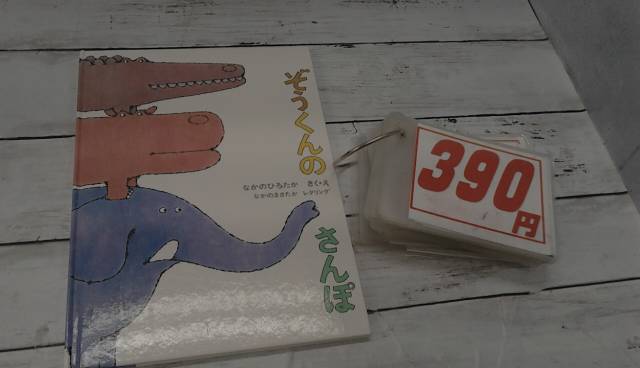 ぞうくんの
さんぽ
なかのひろたか さく・え
なかのまさたか レタリング
390
円